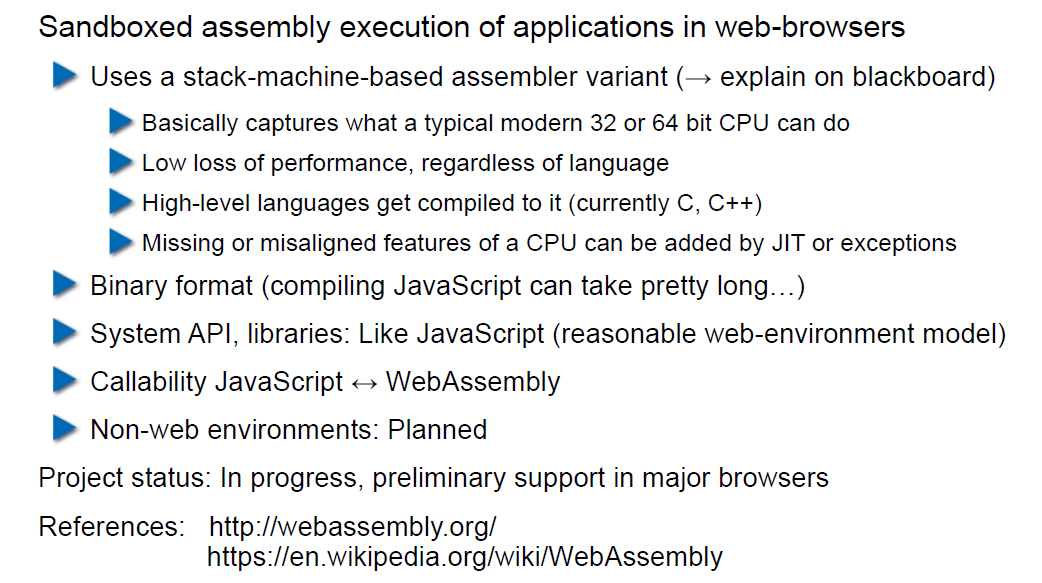 Sandboxed assembly execution of applications in web-browsers
Uses a stack-machine-based assembler variant (→ explain on blackboard)
Basically captures what a typical modern 32 or 64 bit CPU can do
Low loss of performance, regardless of language
High-level languages get compiled to it (currently C, C++)
Missing or misaligned features of a CPU can be added by JIT or exceptions
Binary format (compiling JavaScript can take pretty long…)
System API, libraries: Like JavaScript (reasonable web-environment model)
Callability JavaScript ↔ WebAssembly
Non-web environments: Planned
Project status: In progress, preliminary support in major browsers
References: http://webassembly.org/
https://en.wikipedia.org/wiki/WebAssembly